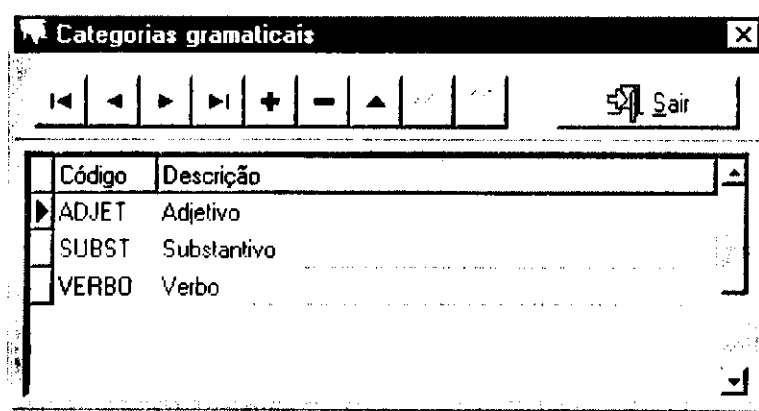 Categorias gramaticais
Sair
Código Descrição
ADJET Adjetivo
SUBST Substantivo
VERBO Verbo